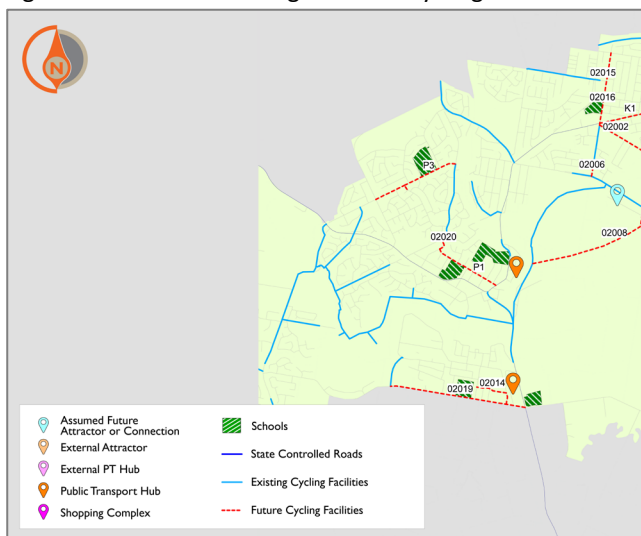 N
02015
02016
K1
02002
P3
02006
02020
02008
P1
02014
02019
Assumed Future
Attractor or Connection
External Attractor
External PT Hub
Public Transport Hub
Shopping Complex
Schools
State Controlled Roads
Existing Cycling Facilities
Future Cycling Facilities